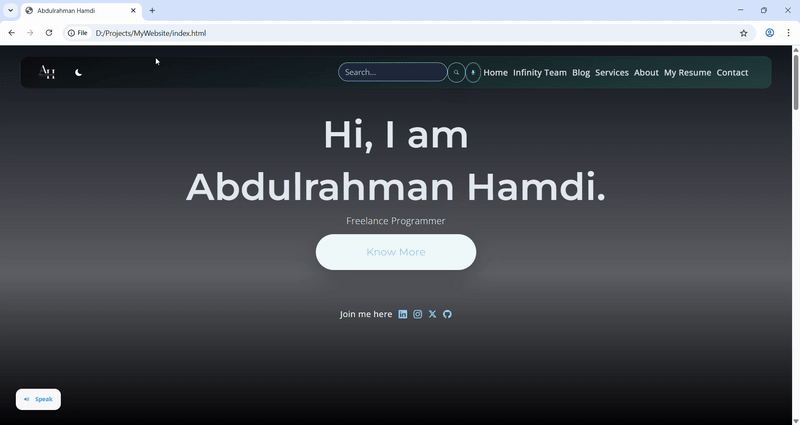 Abdulrahman Hamdi
File D:/Projects/MyWebsite/index.html
AH
Search...
Home Infinity Team Blog Services About My Resume Contact
Hi, I am
Abdulrahman Hamdi.
Freelance Programmer
Know More
Join me here
Speak